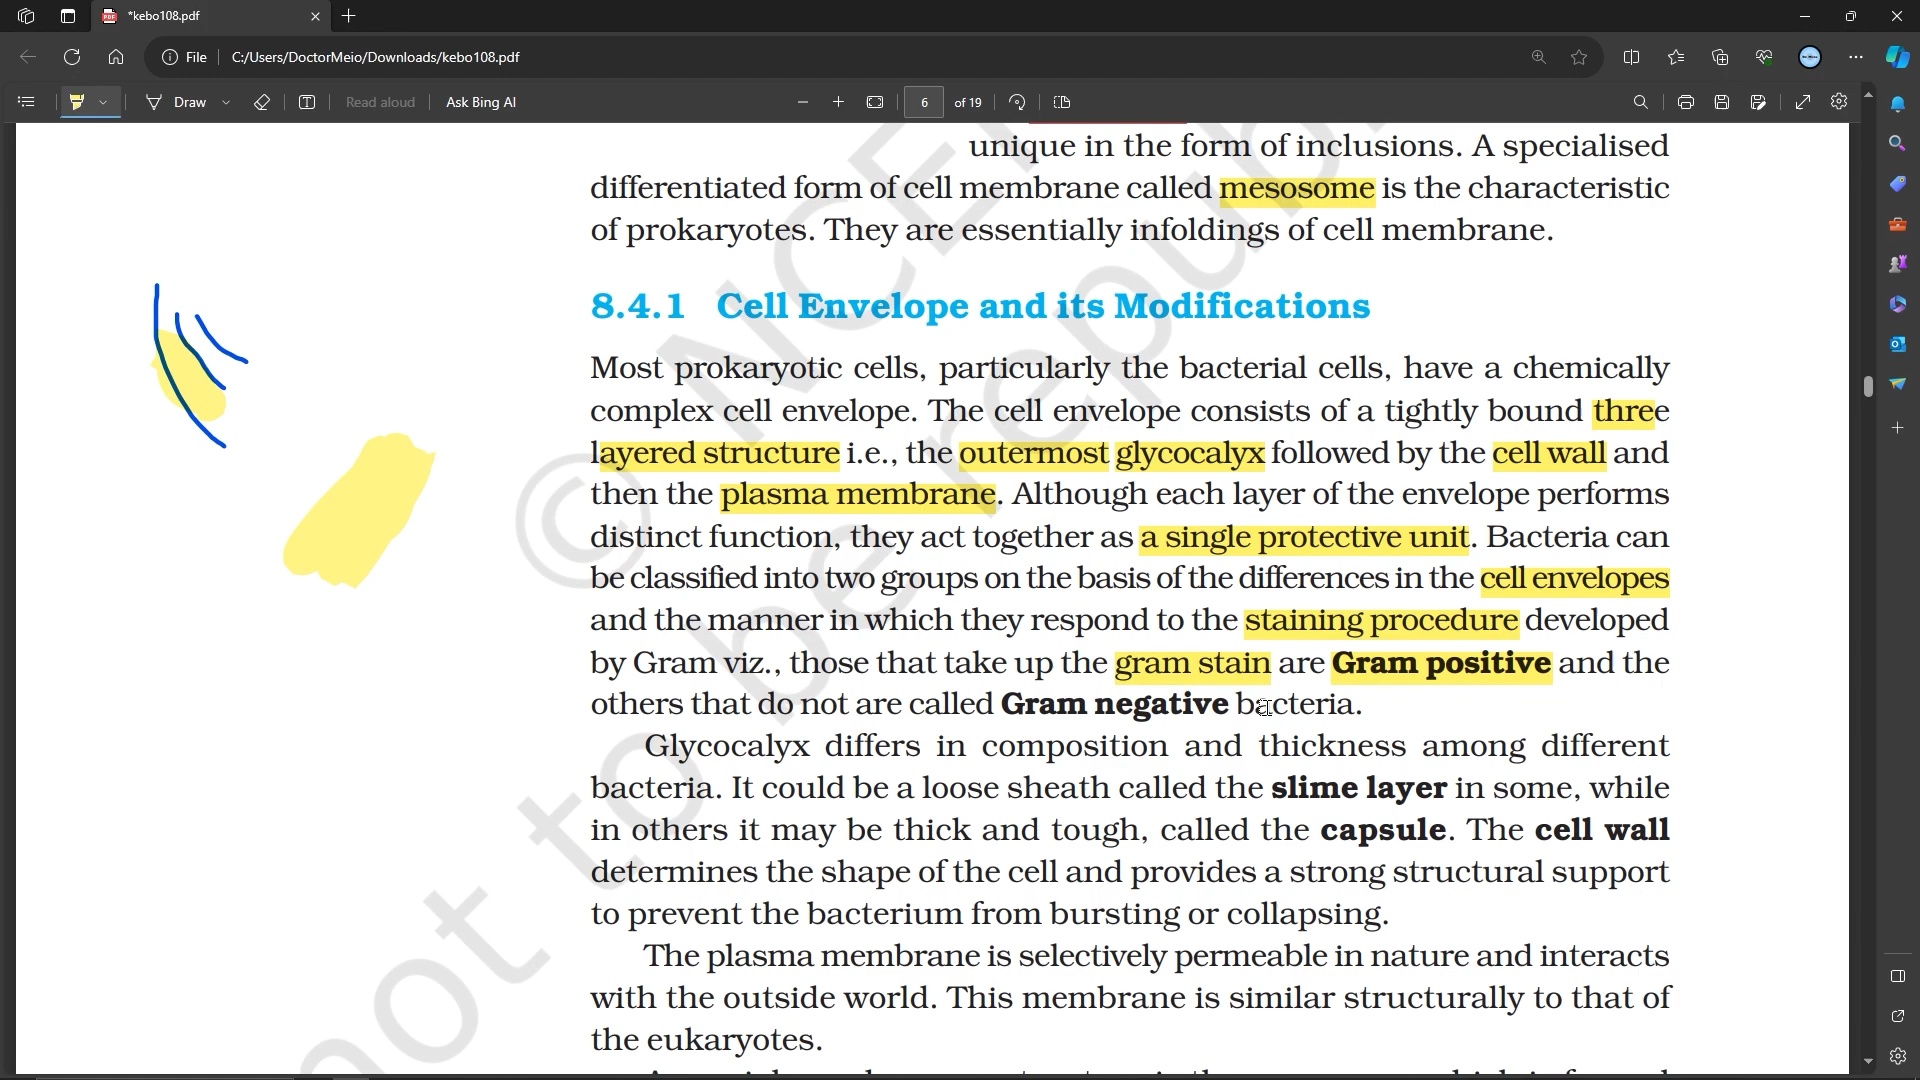 *kebo108.pdf
File C:/Users/DoctorMeio/Downloads/kebo108.pdf
Draw Read aloud Ask Bing AI 6 of 19
unique in the form of inclusions. A specialised
differentiated form of cell membrane called mesosome is the characteristic
of prokaryotes. They are essentially infoldings of cell membrane.
8.4.1 Cell Envelope and its Modifications
Most prokaryotic cells, particularly the bacterial cells, have a chemically
complex cell envelope. The cell envelope consists of a tightly bound three
layered structure i.e., the outermost glycocalyx followed by the cell wall and
then the plasma membrane. Although each layer of the envelope performs
distinct function, they act together as a single protective unit. Bacteria can
be classified into two groups on the basis of the differences in the cell envelopes
and the manner in which they respond to the staining procedure developed
by Gram viz., those that take up the gram stain are Gram positive and the
others that do not are called Gram negative bacteria.
Glycocalyx differs in composition and thickness among different
bacteria. It could be a loose sheath called the slime layer in some, while
in others it may be thick and tough, called the capsule. The cell wall
determines the shape of the cell and provides a strong structural support
to prevent the bacterium from bursting or collapsing.
The plasma membrane is selectively permeable in nature and interacts
with the outside world. This membrane is similar structurally to that of
the eukaryotes.
© NCE
not to be repub